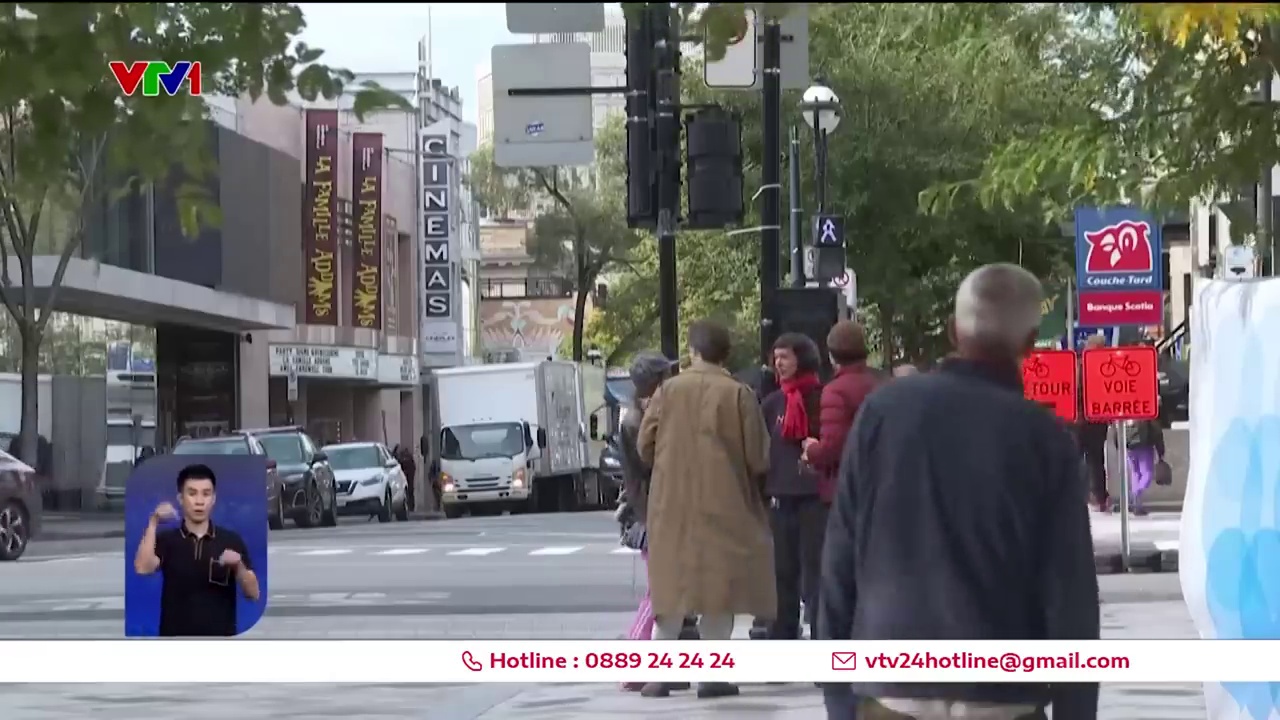 VTV1
CINEMAS
LA FAMILLE ADDAMS
LA FAMILLE ADDAMS
Couche-Tard
Banque Scotia
VOIE
BARRÉE
Hotline : 0889 24 24 24
vtv24hotline@gmail.com